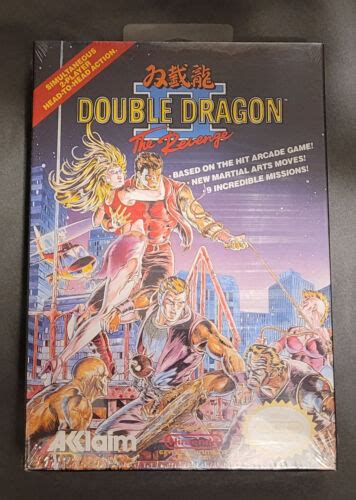 SIMULTANEOUS
2-PLAYER
HEAD-TO-HEAD ACTION.
双截龍
DOUBLE DRAGON
II
The Revenge
• BASED ON THE HIT ARCADE GAME!
• NEW MARTIAL ARTS MOVES!
• 9 INCREDIBLE MISSIONS!
AKlaim